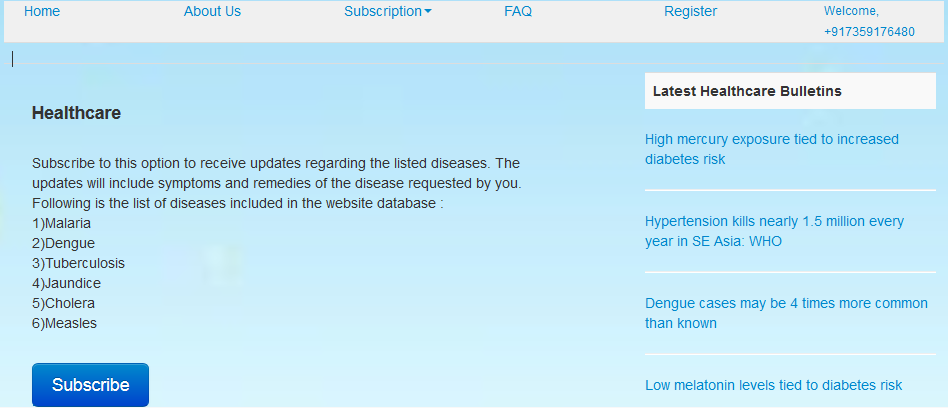 Home About Us Subscription FAQ Register Welcome,
+917359176480
Healthcare
Subscribe to this option to receive updates regarding the listed diseases. The
updates will include symptoms and remedies of the disease requested by you.
Following is the list of diseases included in the website database :
1)Malaria
2)Dengue
3)Tuberculosis
4)Jaundice
5)Cholera
6)Measles
Subscribe
Latest Healthcare Bulletins
High mercury exposure tied to increased
diabetes risk
Hypertension kills nearly 1.5 million every
year in SE Asia: WHO
Dengue cases may be 4 times more common
than known
Low melatonin levels tied to diabetes risk